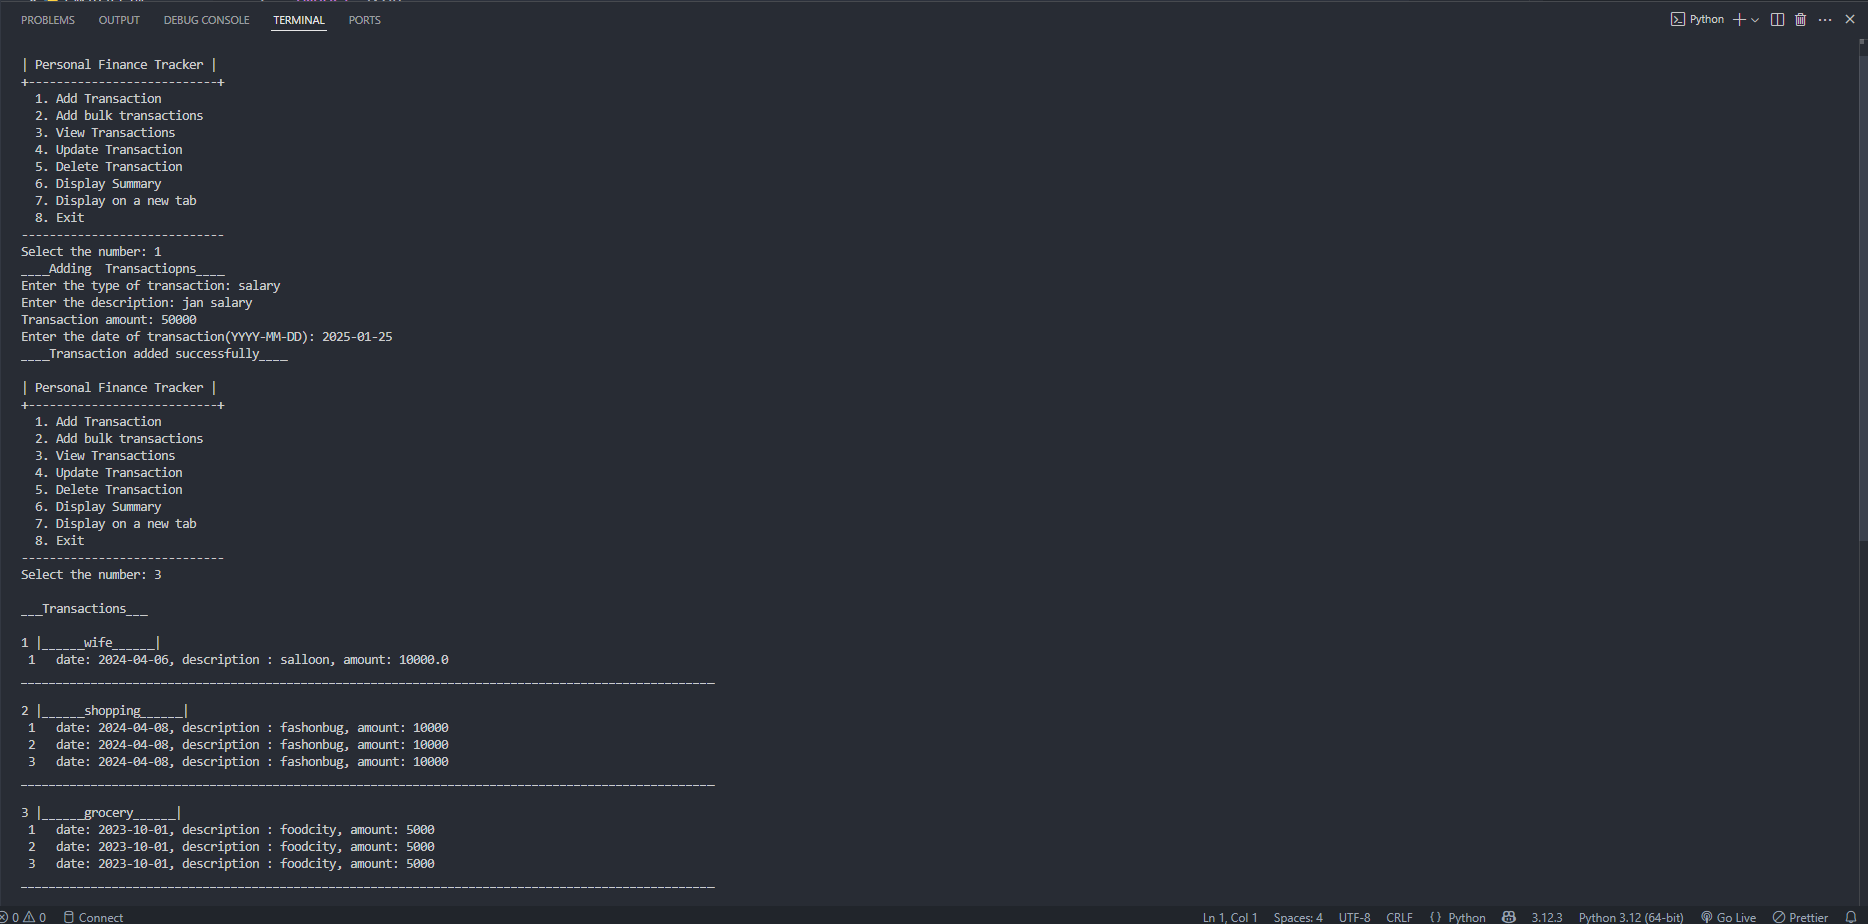 PROBLEMS OUTPUT DEBUG CONSOLE TERMINAL PORTS Python
| Personal Finance Tracker |
+---------------------------+
1. Add Transaction
2. Add bulk transactions
3. View Transactions
4. Update Transaction
5. Delete Transaction
6. Display Summary
7. Display on a new tab
8. Exit
-----------------------------
Select the number: 1
____Adding  Transactiopns____
Enter the type of transaction: salary
Enter the description: jan salary
Transaction amount: 50000
Enter the date of transaction(YYYY-MM-DD): 2025-01-25
____Transaction added successfully____
| Personal Finance Tracker |
+---------------------------+
1. Add Transaction
2. Add bulk transactions
3. View Transactions
4. Update Transaction
5. Delete Transaction
6. Display Summary
7. Display on a new tab
8. Exit
-----------------------------
Select the number: 3
___Transactions___
1 |______wife______|
1   date: 2024-04-06, description : salloon, amount: 10000.0
___________________________________________________________________________________________________
2 |______shopping______|
1   date: 2024-04-08, description : fashonbug, amount: 10000
2   date: 2024-04-08, description : fashonbug, amount: 10000
3   date: 2024-04-08, description : fashonbug, amount: 10000
___________________________________________________________________________________________________
3 |______grocery______|
1   date: 2023-10-01, description : foodcity, amount: 5000
2   date: 2023-10-01, description : foodcity, amount: 5000
3   date: 2023-10-01, description : foodcity, amount: 5000
___________________________________________________________________________________________________
0 0 Connect Ln 1, Col 1 Spaces: 4 UTF-8 CRLF {} Python 3.12.3 Python 3.12 (64-bit) Go Live Prettier